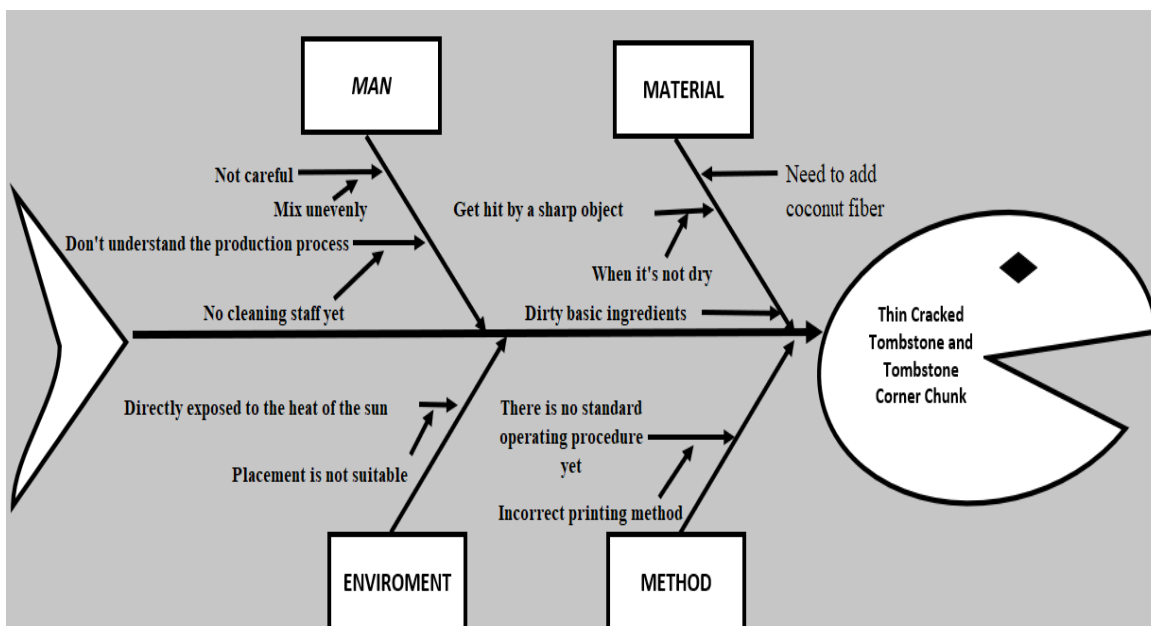 MAN
MATERIAL
Not careful
Mix unevenly
Don't understand the production process
No cleaning staff yet
Need to add
coconut fiber
Get hit by a sharp object
When it's not dry
Dirty basic ingredients
Thin Cracked
Tombstone and
Tombstone
Corner Chunk
Directly exposed to the heat of the sun
Placement is not suitable
There is no standard
operating procedure
yet
Incorrect printing method
ENVIROMENT
METHOD